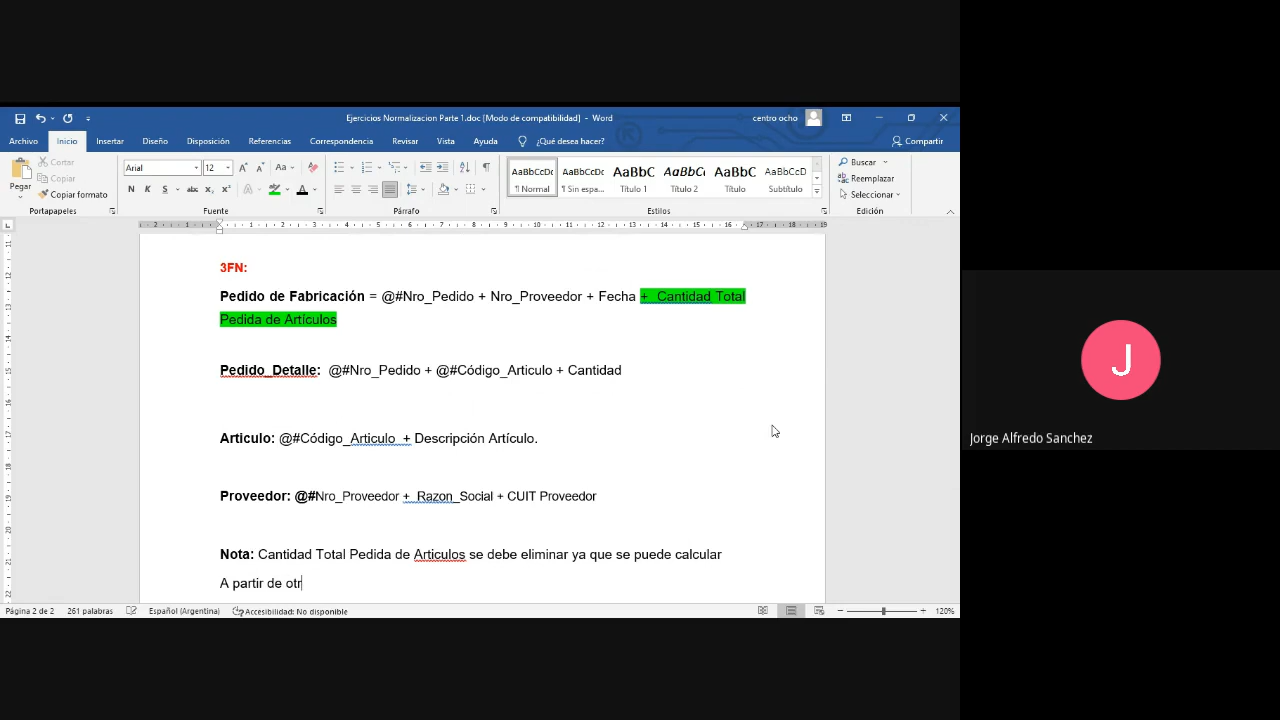 Ejercicios Normalizacion Parte 1.doc [Modo de compatibilidad] - Word
centro ocho
Archivo Inicio Insertar Diseño Disposición Referencias Correspondencia Revisar Vista Ayuda ¿Qué desea hacer? Compartir
Pegar
Cortar
Copiar
Copiar formato
Portapapeles
Arial 12
Fuente
Párrafo
AaBbCcDc AaBbCcDc AaBbC AaBbCc AaBbC AaBbCcD
¶ Normal ¶ Sin espa... Título 1 Título 2 Título Subtítulo
Estilos
Buscar
Reemplazar
Seleccionar
Edición
3FN:
Pedido de Fabricación = @#Nro_Pedido + Nro_Proveedor + Fecha + Cantidad Total
Pedida de Artículos
Pedido_Detalle: @#Nro_Pedido + @#Código_Articulo + Cantidad
Articulo: @#Código_Articulo + Descripción Artículo.
Proveedor: @#Nro_Proveedor + Razon_Social + CUIT Proveedor
Nota: Cantidad Total Pedida de Articulos se debe eliminar ya que se puede calcular
A partir de otr
Página 2 de 2 261 palabras Español (Argentina) Accesibilidad: No disponible 120%
J
Jorge Alfredo Sanchez